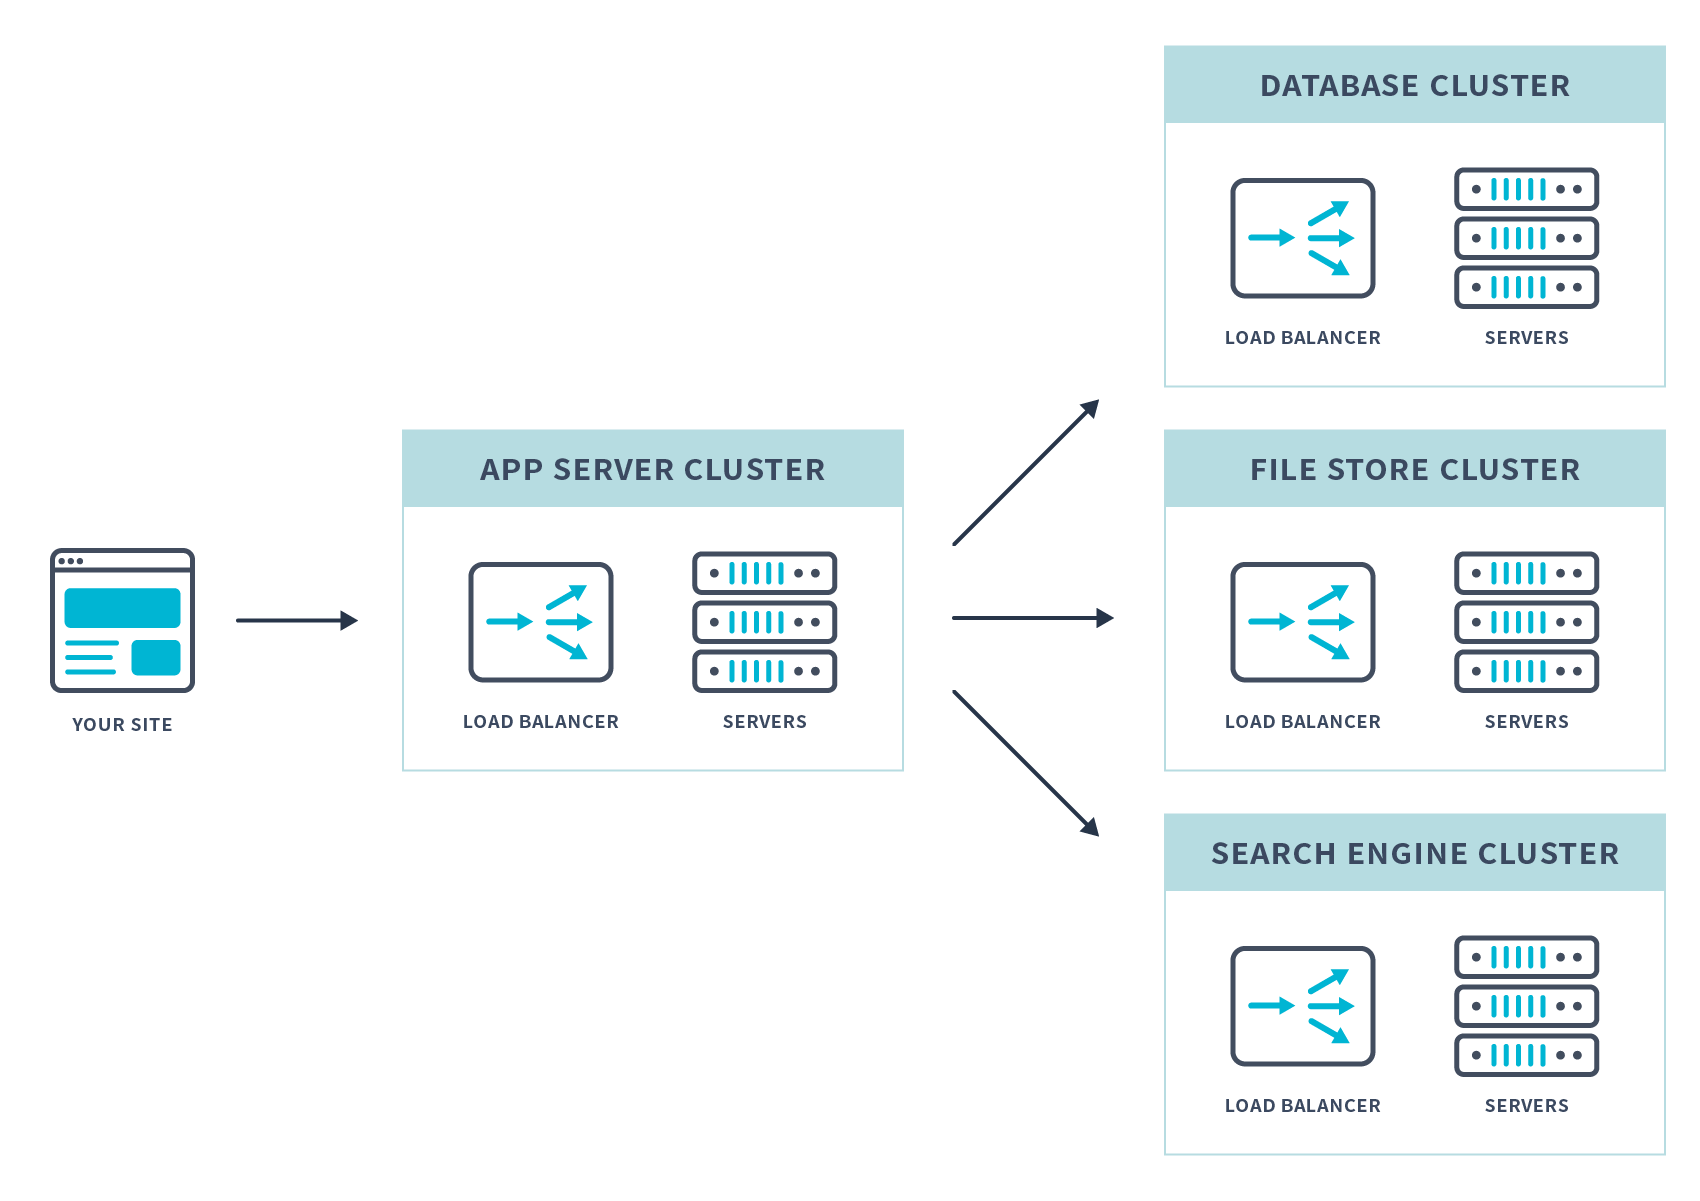 YOUR SITE
APP SERVER CLUSTER
LOAD BALANCER
SERVERS
DATABASE CLUSTER
LOAD BALANCER
SERVERS
FILE STORE CLUSTER
LOAD BALANCER
SERVERS
SEARCH ENGINE CLUSTER
LOAD BALANCER
SERVERS